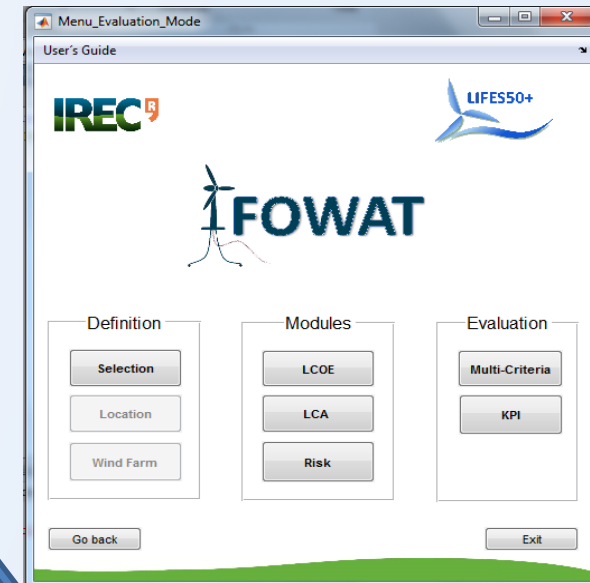 Menu_Evaluation_Mode
User´s Guide
IREC
LIFES50+
FOWAT
Definition
Modules
Evaluation
Selection
LCOE
Multi-Criteria
Location
LCA
KPI
Wind Farm
Risk
Go back
Exit